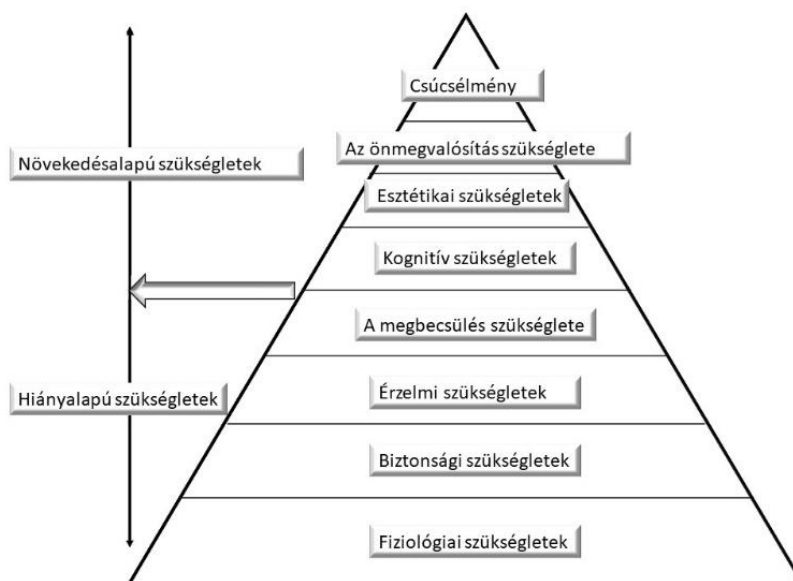 Csúcsélmény
Az önmegvalósítás szükséglete
Növekedésalapú szükségletek
Esztétikai szükségletek
Kognitív szükségletek
A megbecsülés szükséglete
Érzelmi szükségletek
Hiányalapú szükségletek
Biztonsági szükségletek
Fiziológiai szükségletek